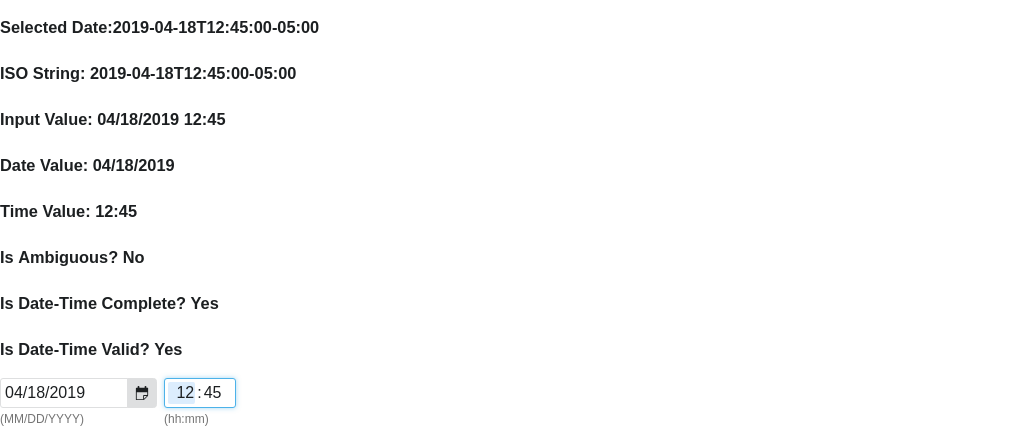 Selected Date:2019-04-18T12:45:00-05:00
ISO String: 2019-04-18T12:45:00-05:00
Input Value: 04/18/2019 12:45
Date Value: 04/18/2019
Time Value: 12:45
Is Ambiguous? No
Is Date-Time Complete? Yes
Is Date-Time Valid? Yes
04/18/2019 12:45
(MM/DD/YYYY) (hh:mm)